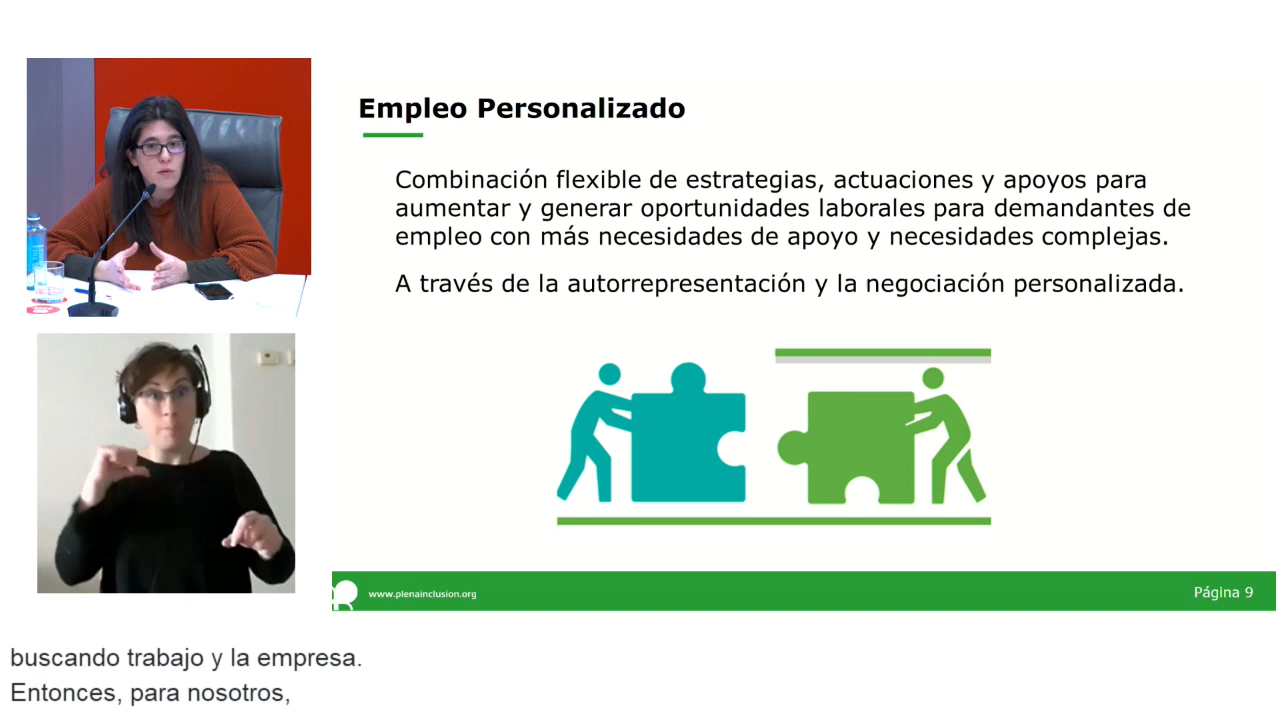 Empleo Personalizado
Combinación flexible de estrategias, actuaciones y apoyos para
aumentar y generar oportunidades laborales para demandantes de
empleo con más necesidades de apoyo y necesidades complejas.
A través de la autorrepresentación y la negociación personalizada.
www.plenainclusion.org
Página 9
buscando trabajo y la empresa.
Entonces, para nosotros,